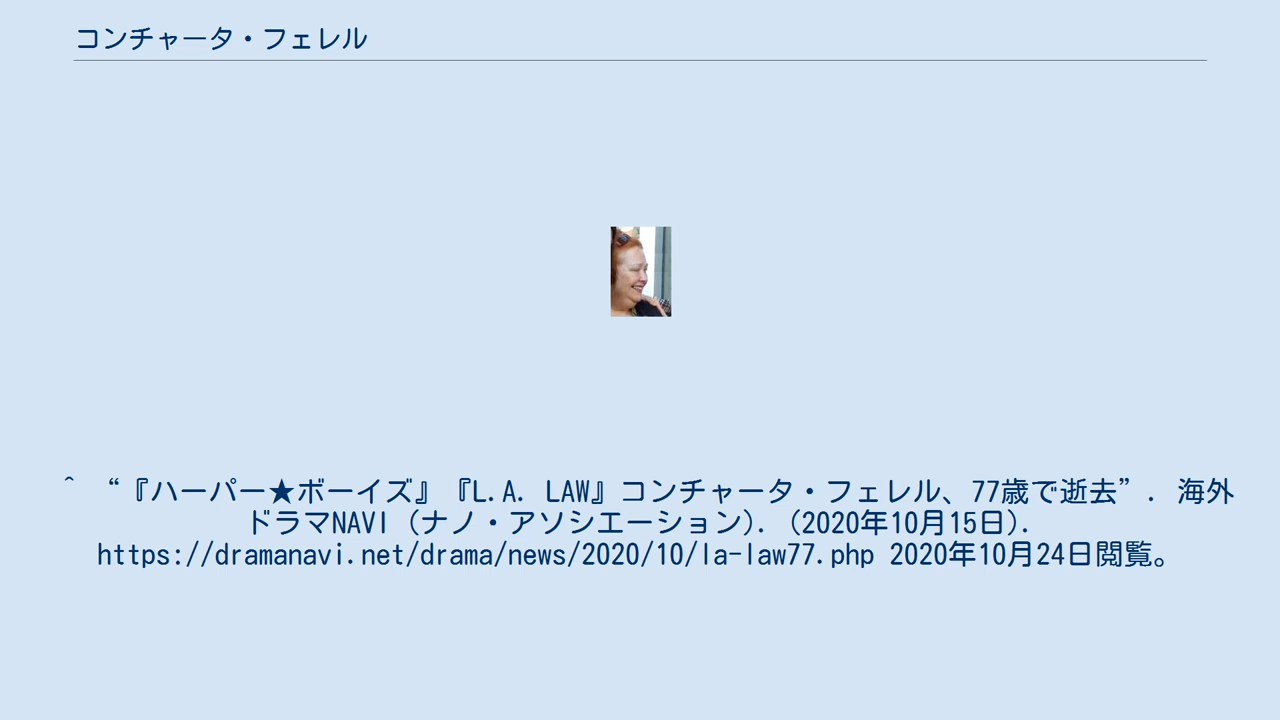 コンチャータ・フェレル
^ “『ハーパー★ボーイズ』『L.A. LAW』コンチャータ・フェレル、77歳で逝去”. 海外
ドラマNAVI (ナノ・アソシエーション). (2020年10月15日).
https://dramanavi.net/drama/news/2020/10/la-law77.php 2020年10月24日閲覧。